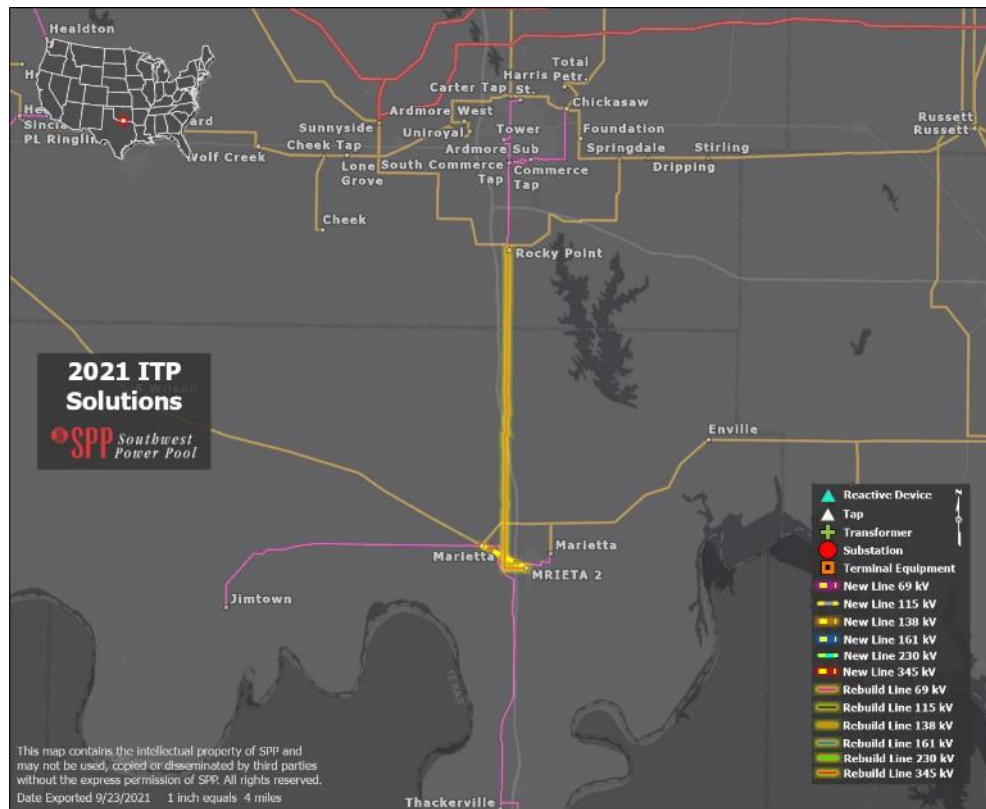 Healdton
Total
Petr.
Harris
St.
Carter Tap
Chickasaw
Ardmore West
Sunnyside
Uniroyal
Tower
Foundation
Russett
Russett
Sinclair
PL Ringling
Wolf Creek
Cheek Tap
Ardmore Sub
Springdale
Stirling
Lone
Grove
South Commerce
Tap
Commerce
Tap
Dripping
Cheek
Rocky Point
2021 ITP
Solutions
SPP Southwest
Power Pool
Enville
Marietta
Marietta
MRIETA 2
Jimtown
Thackerville
N
Reactive Device
Tap
Transformer
Substation
Terminal Equipment
New Line 69 kV
New Line 115 kV
New Line 138 kV
New Line 161 kV
New Line 230 kV
New Line 345 kV
Rebuild Line 69 kV
Rebuild Line 115 kV
Rebuild Line 138 kV
Rebuild Line 161 kV
Rebuild Line 230 kV
Rebuild Line 345 kV
This map contains the intellectual property of SPP and
may not be used, copied or disseminated by third parties
without the express permission of SPP. All rights reserved.
Date Exported 9/23/2021 1 inch equals 4 miles